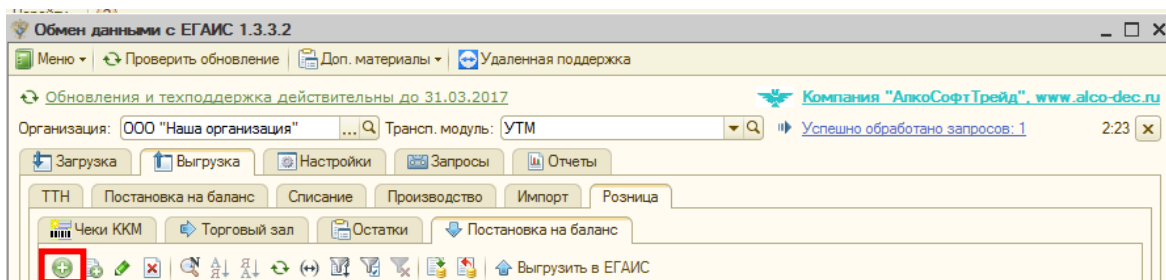 Обмен данными с ЕГАИС 1.3.3.2
Меню Проверить обновление Доп. материалы Удаленная поддержка
Обновления и техподдержка действительны до 31.03.2017 Компания "АлкоСофтТрейд", www.alco-dec.ru
Организация: ООО "Наша организация" ... Трансп. модуль: УТМ Успешно обработано запросов: 1 2:23
Загрузка Выгрузка Настройки Запросы Отчеты
ТТН Постановка на баланс Списание Производство Импорт Розница
Чеки ККМ Торговый зал Остатки Постановка на баланс
Выгрузить в ЕГАИС